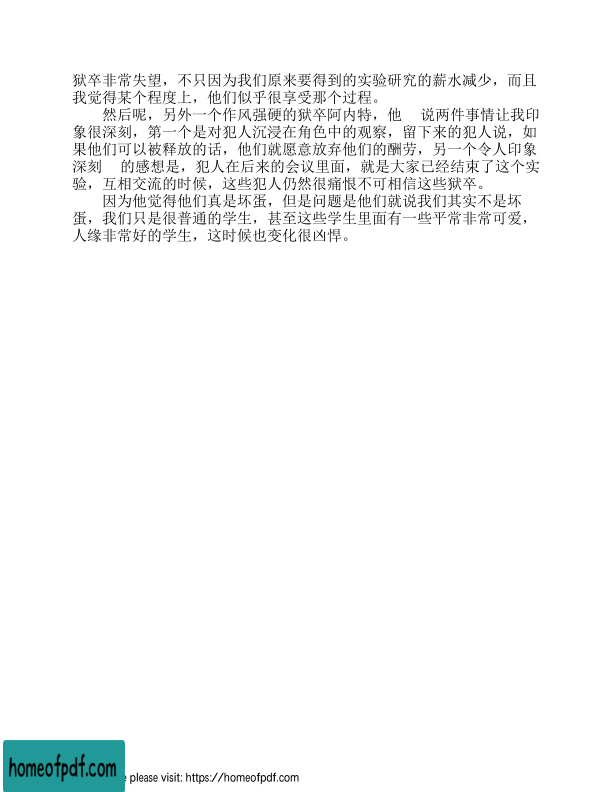 狱卒非常失望，不只因为我们原来要得到的实验研究的薪水减少，而且
我觉得某个程度上，他们似乎很享受那个过程。
然后呢，另外一个作风强硬的狱卒阿内特，他　说两件事情让我印
象很深刻，第一个是对犯人沉浸在角色中的观察，留下来的犯人说，如
果他们可以被释放的话，他们就愿意放弃他们的酬劳，另一个令人印象
深刻　的感想是，犯人在后来的会议里面，就是大家已经结束了这个实
验，互相交流的时候，这些犯人仍然很痛恨不可相信这些狱卒。
因为他觉得他们真是坏蛋，但是问题是他们就说我们其实不是坏
蛋，我们只是很普通的学生，甚至这些学生里面有一些平常非常可爱，
人缘非常好的学生，这时候也变化很凶悍。
homeofpdf.com
e please visit: https://homeofpdf.com